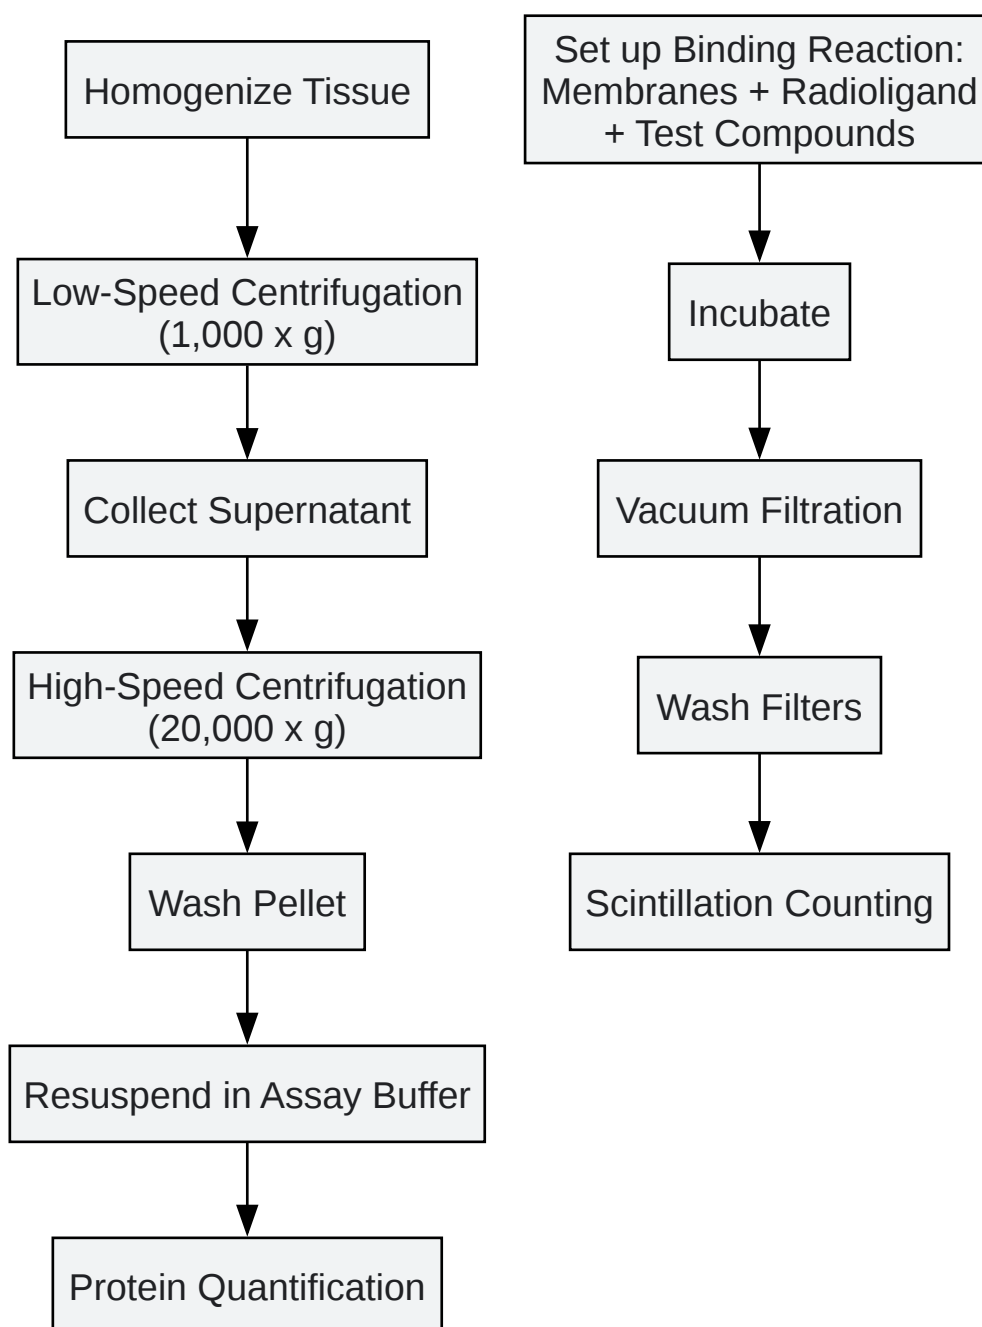 Homogenize Tissue
Low-Speed Centrifugation
(1,000 x g)
Collect Supernatant
High-Speed Centrifugation
(20,000 x g)
Wash Pellet
Resuspend in Assay Buffer
Protein Quantification
Set up Binding Reaction:
Membranes + Radioligand
+ Test Compounds
Incubate
Vacuum Filtration
Wash Filters
Scintillation Counting